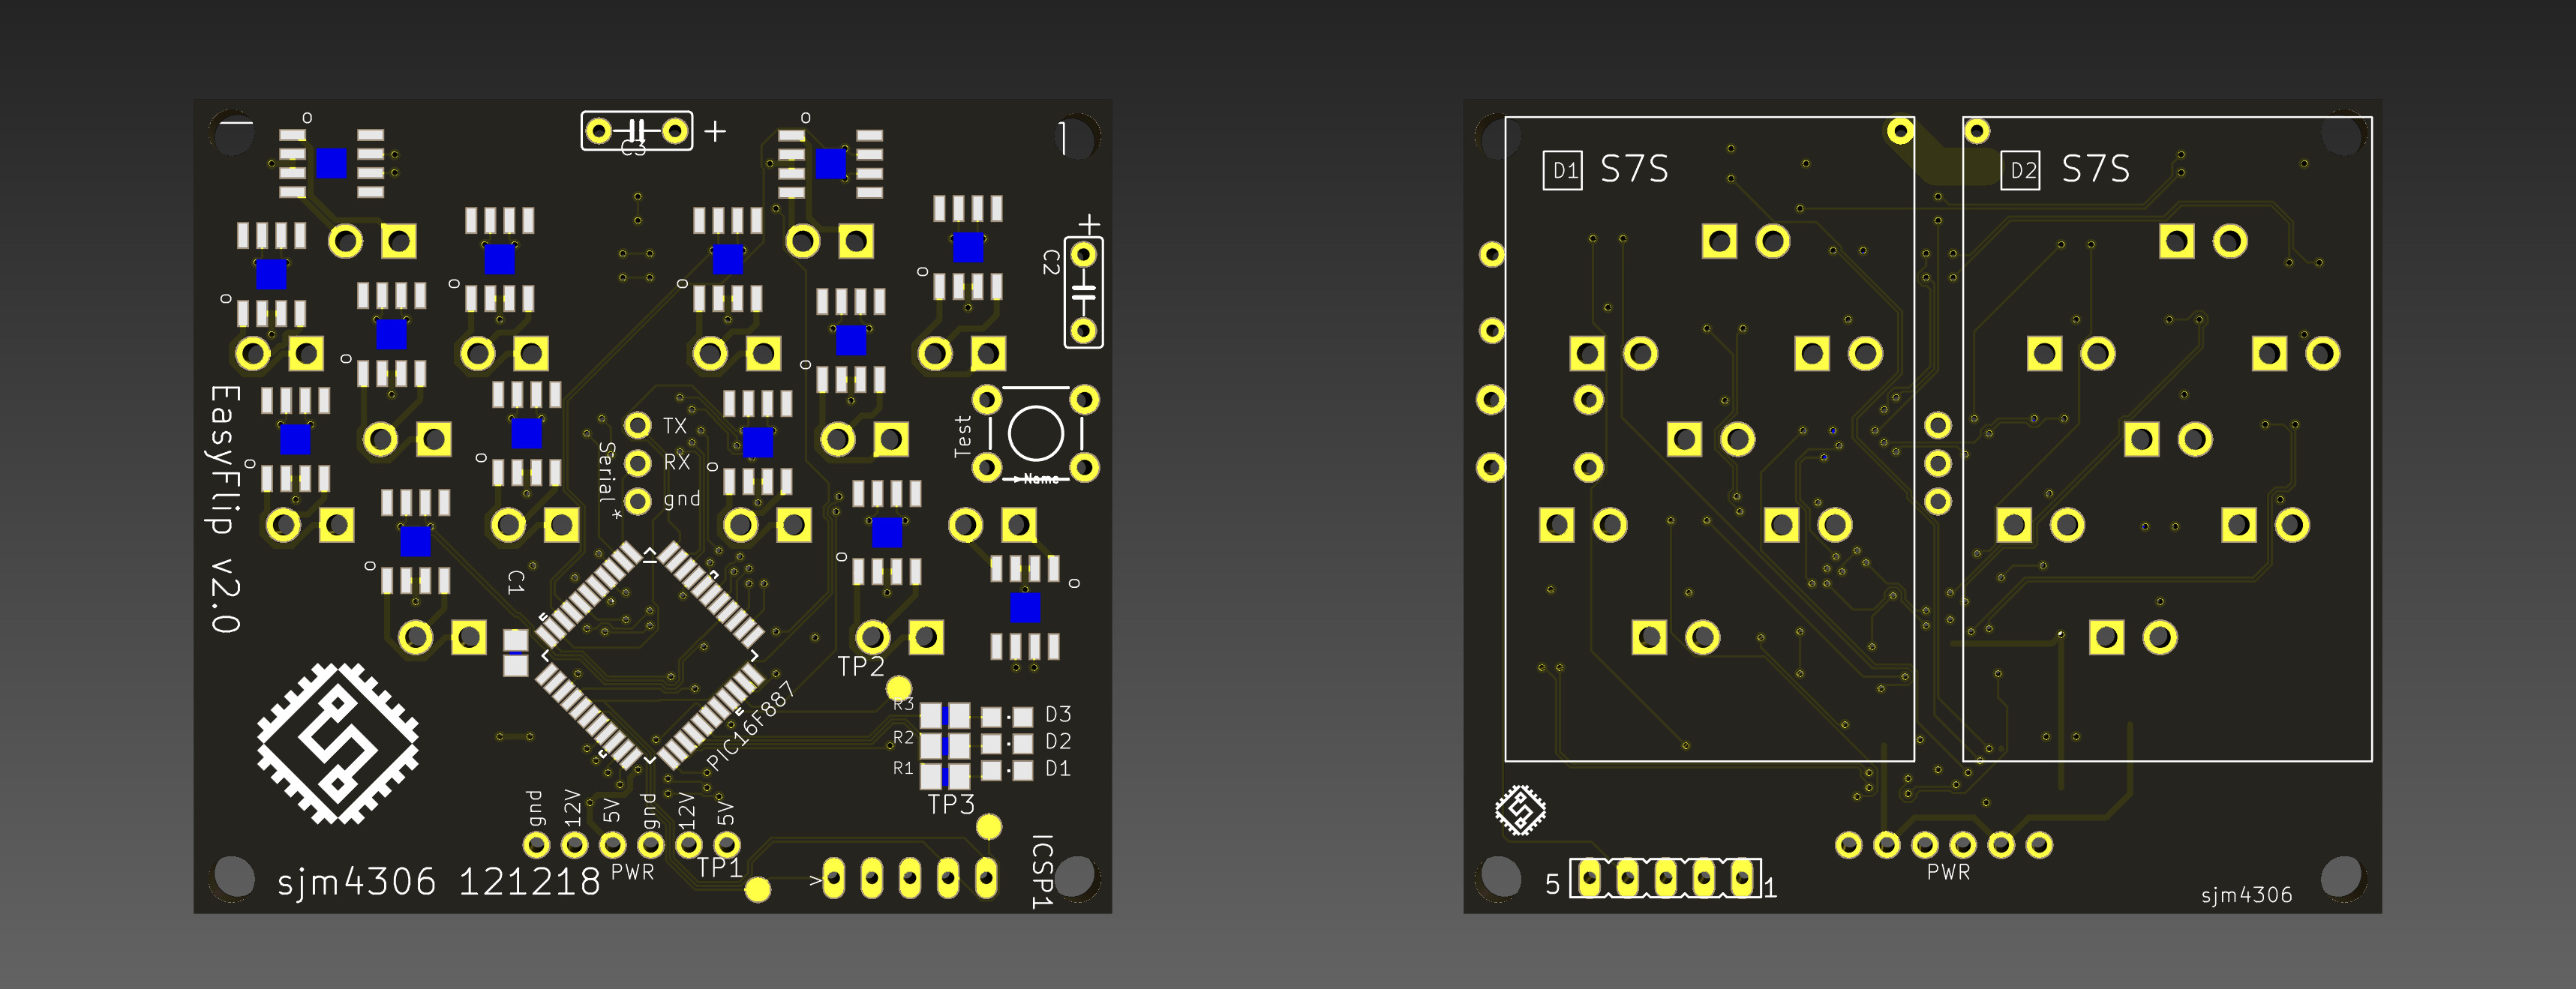 C3
+
+
C2
TX
RX
gnd
Serial
*
Test
Name
EasyFlip v2.0
C1
PIC16F887
TP2
R3
D3
R2
D2
R1
D1
TP3
gnd
12V
5V
gnd
12V
5V
PWR
TP1
ICSP1
sjm4306 121218
D1
S7S
D2
S7S
5
1
PWR
sjm4306